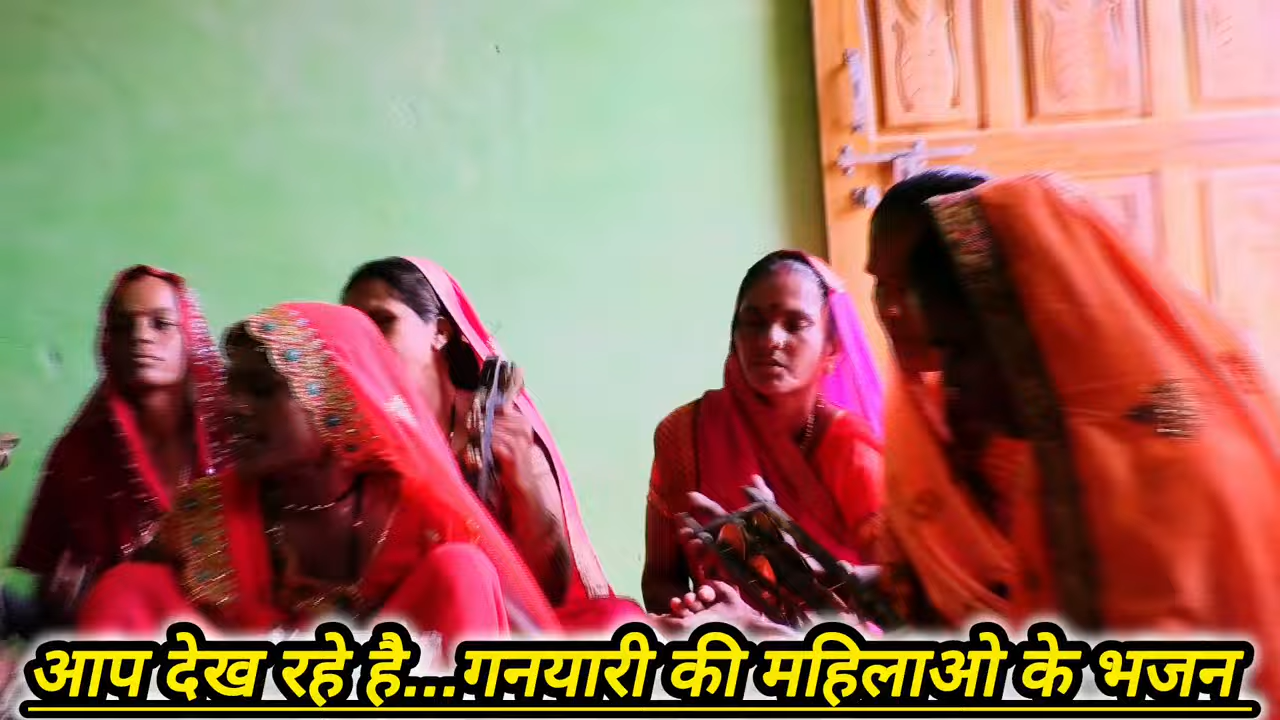 आप देख रहे है...गनयारी की महिलाओ के भजन